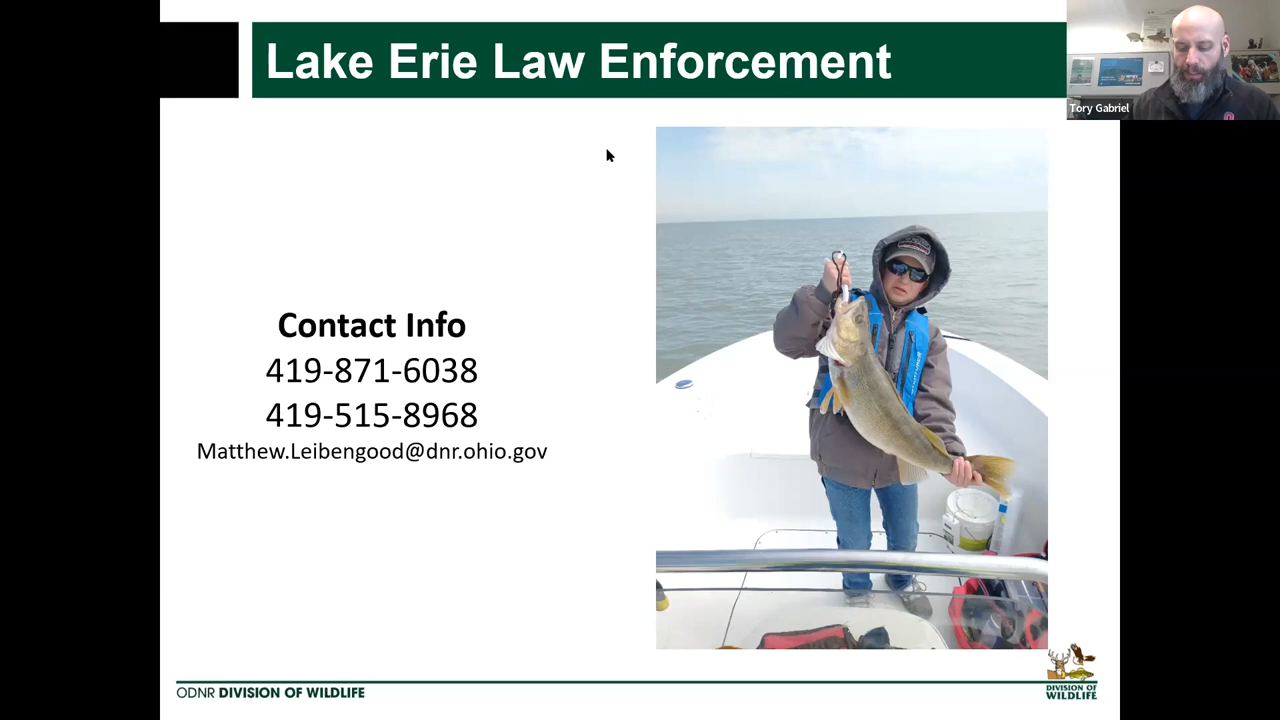 Lake Erie Law Enforcement
Tory Gabriel
Contact Info
419-871-6038
419-515-8968
Matthew.Leibengood@dnr.ohio.gov
ODNR DIVISION OF WILDLIFE
DIVISION OF
WILDLIFE